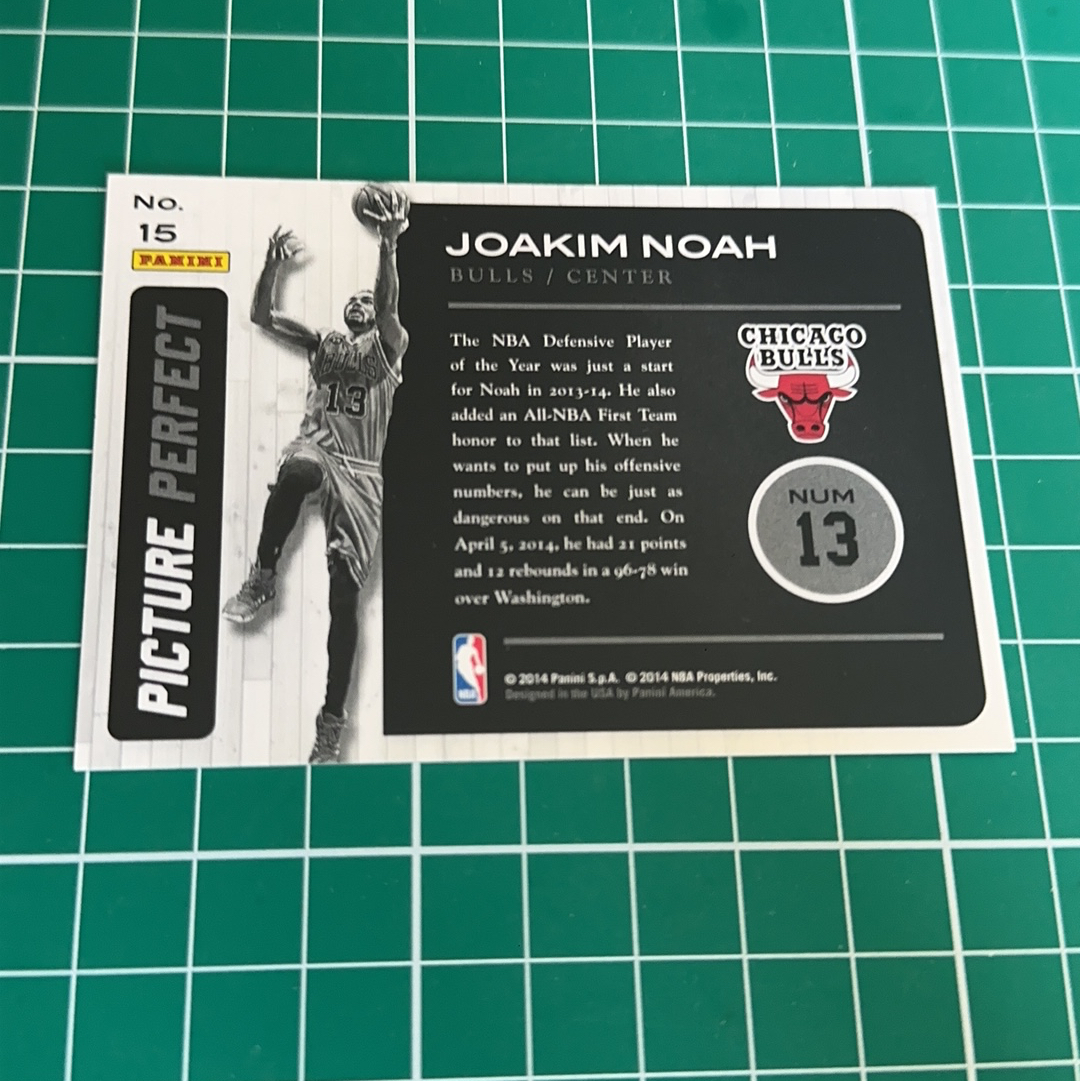 No.
15
PANINI
PICTURE PERFECT
BULLS
13
JOAKIM NOAH
BULLS / CENTER
The NBA Defensive Player
of the Year was just a start
for Noah in 2013-14. He also
added an All-NBA First Team
honor to that list. When he
wants to put up his offensive
numbers, he can be just as
dangerous on that end. On
April 5, 2014, he had 21 points
and 12 rebounds in a 96-78 win
over Washington.
CHICAGO
BULLS
NUM
13
NBA
© 2014 Panini S.p.A. © 2014 NBA Properties, Inc.
Designed in the USA by Panini America.